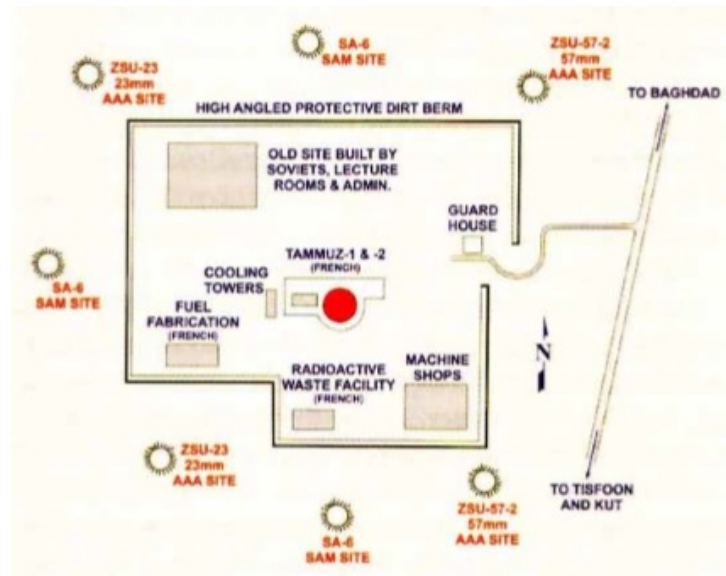 SA-6
SAM SITE
ZSU-23
23mm
AAA SITE
ZSU-57-2
57mm
AAA SITE
TO BAGHDAD
HIGH ANGLED PROTECTIVE DIRT BERM
OLD SITE BUILT BY
SOVIETS, LECTURE
ROOMS & ADMIN.
GUARD
HOUSE
SA-6
SAM SITE
TAMMUZ-1 & -2
(FRENCH)
COOLING
TOWERS
FUEL
FABRICATION
(FRENCH)
N
RADIOACTIVE
WASTE FACILITY
(FRENCH)
MACHINE
SHOPS
ZSU-23
23mm
AAA SITE
SA-6
SAM SITE
ZSU-57-2
57mm
AAA SITE
TO TISFOON
AND KUT